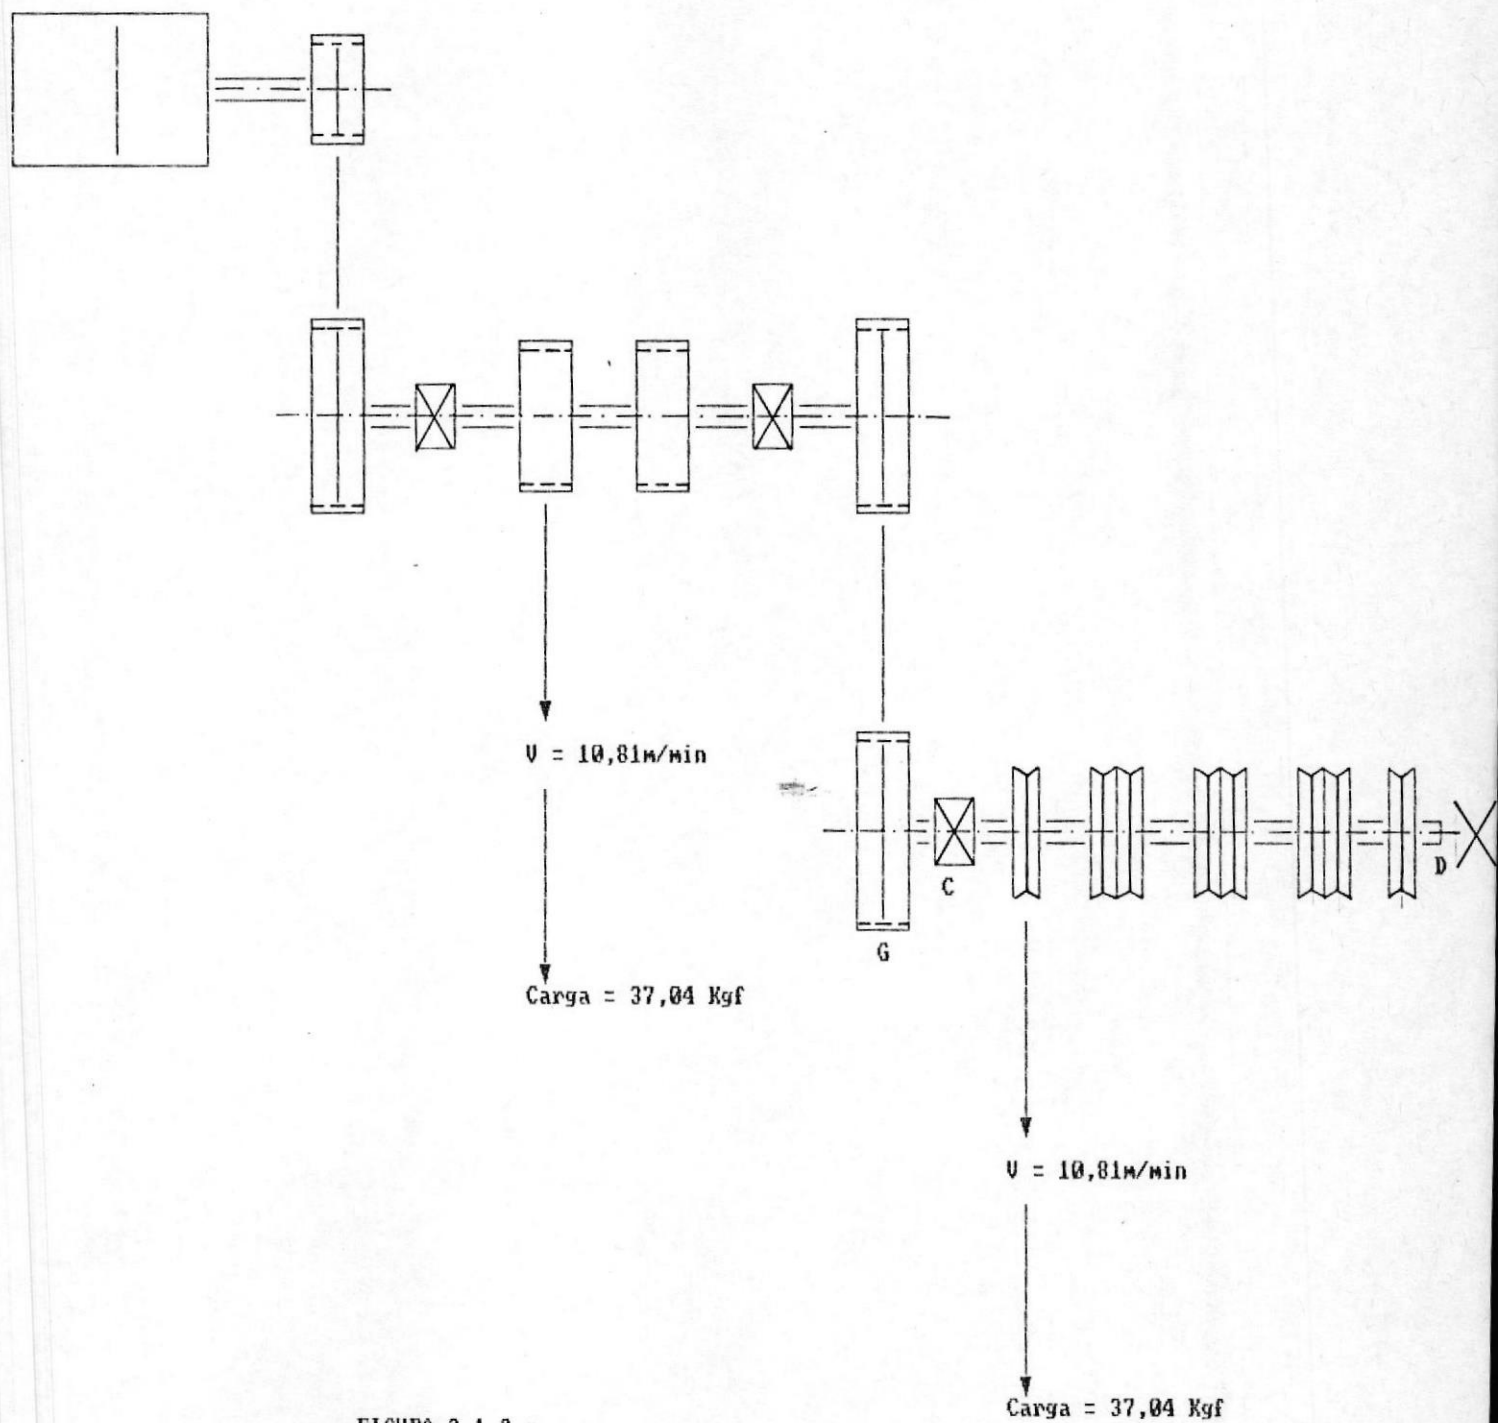 V = 10,81m/min
Carga = 37,04 Kgf
C
D
G
V = 10,81m/min
Carga = 37,04 Kgf